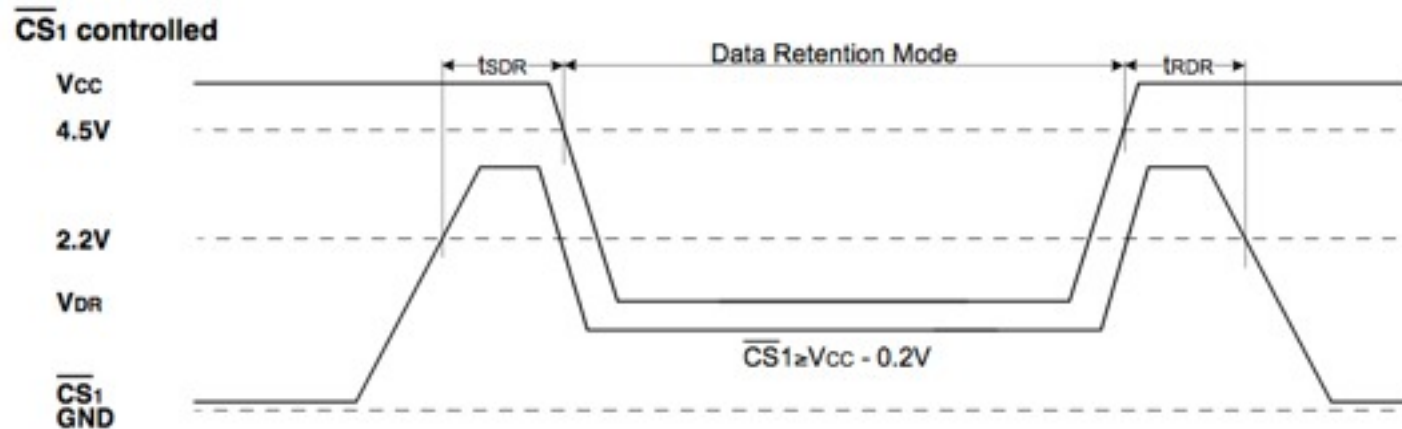 CS1 controlled
tSDR
Data Retention Mode
tRDR
VCC
4.5V
2.2V
VDR
CS1≥VCC - 0.2V
CS1
GND